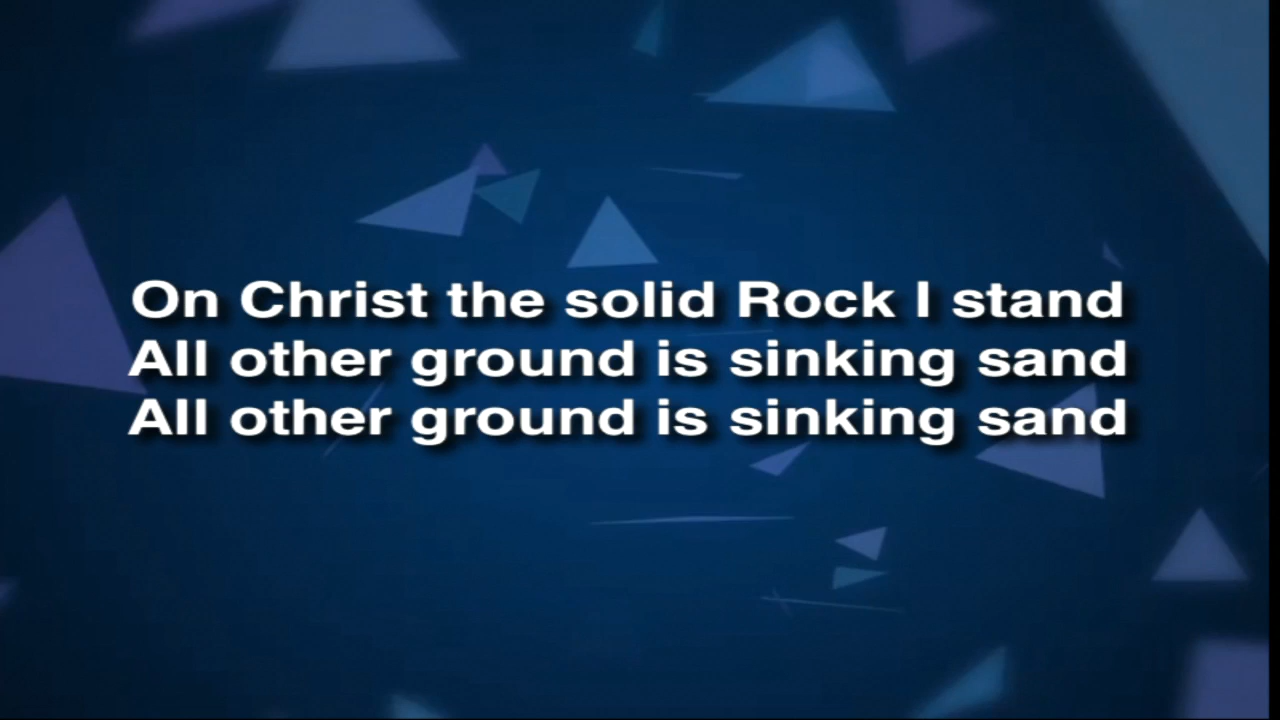 On Christ the solid Rock I stand
All other ground is sinking sand
All other ground is sinking sand